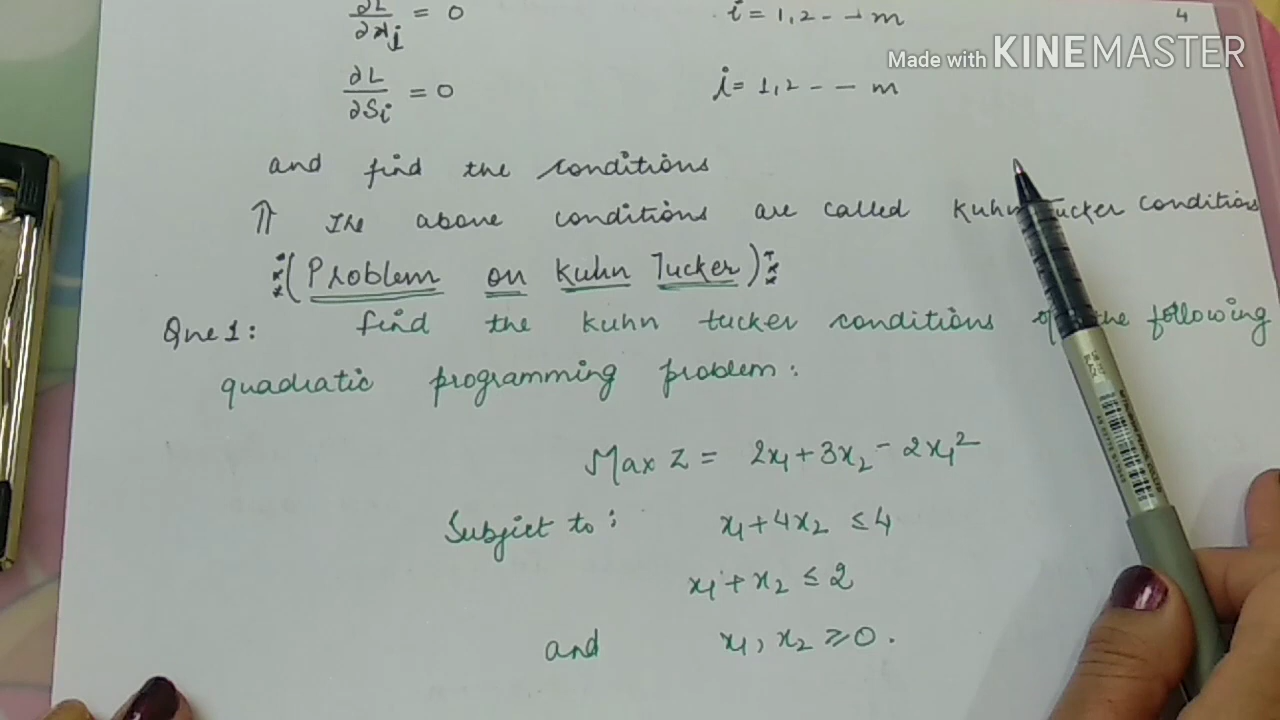 ∂L/∂λj = 0 i = 1,2 - - m
4
Made with KINEMASTER
∂L/∂Si = 0 i = 1,2 - - m
and find the conditions
⇑ The above conditions are called Kuhn Tucker Conditions
(Problem on Kuhn Tucker)
Que 1: Find the kuhn tucker conditions of the following
quadratic programming problem:
Max Z = 2x₁ + 3x₂ - 2x₁²
Subject to: x₁ + 4x₂ ≤ 4
x₁ + x₂ ≤ 2
and x₁, x₂ ≥ 0.